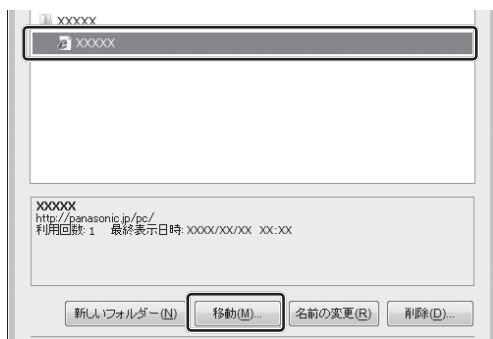 XXXXX
XXXXX
XXXXX
http://panasonic.jp/pc/
利用回数: 1 最終表示日時: XXXX/XX/XX XX:XX
新しいフォルダー(N) 移動(M)... 名前の変更(R) 削除(D)...